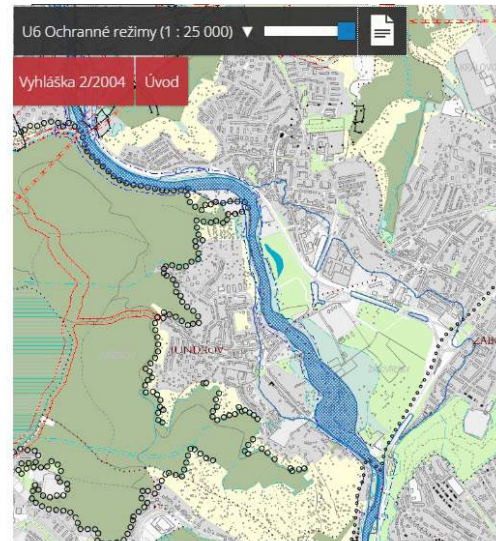 U6 Ochranné režimy (1 : 25 000) ▼
Vyhláška 2/2004 Úvod
JUNDROV